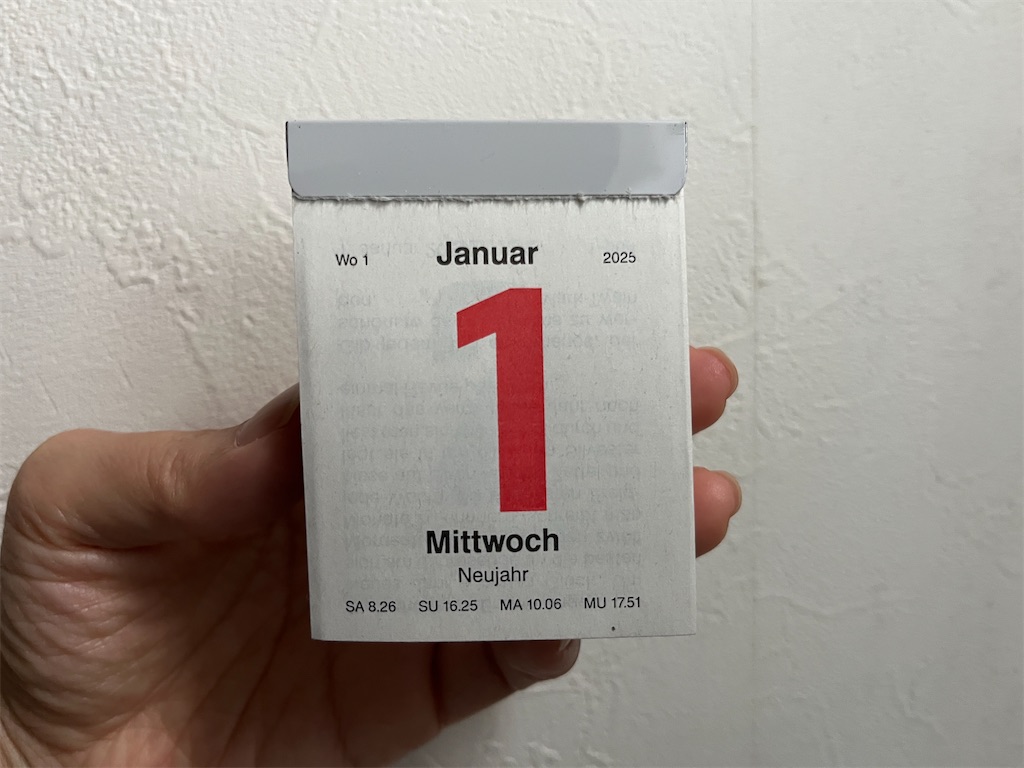 Wo 1 Januar 2025
1
Mittwoch
Neujahr
SA 8.26 SU 16.25 MA 10.06 MU 17.51